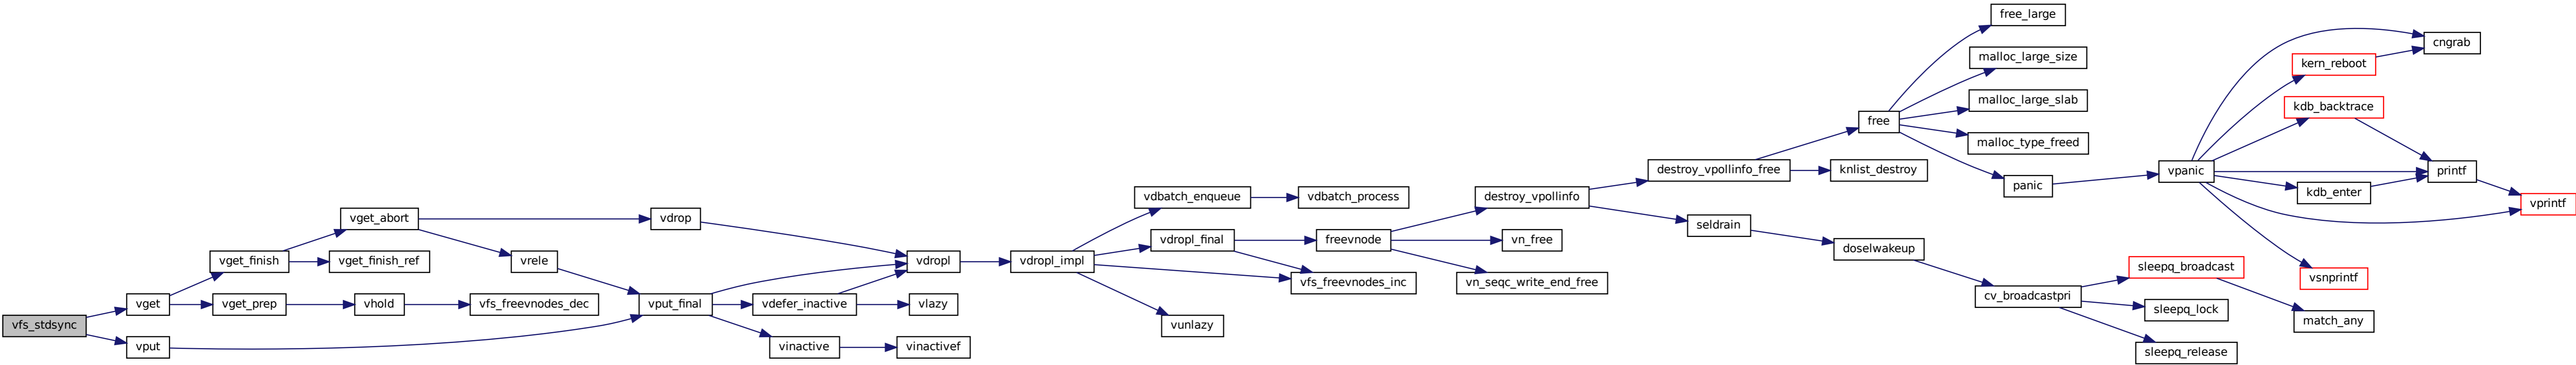 vfs_stdsync
vget
vput
vget_finish
vget_prep
vget_abort
vget_finish_ref
vhold
vrele
vfs_freevnodes_dec
vdrop
vput_final
vdefer_inactive
vinactive
vdropl
vlazy
vinactivef
vdropl_impl
vdbatch_enqueue
vdropl_final
vfs_freevnodes_inc
vunlazy
vdbatch_process
freevnode
destroy_vpollinfo
vn_free
vn_seqc_write_end_free
destroy_vpollinfo_free
seldrain
free
knlist_destroy
doselwakeup
free_large
malloc_large_size
malloc_large_slab
malloc_type_freed
panic
cv_broadcastpri
vpanic
sleepq_broadcast
sleepq_lock
sleepq_release
cngrab
kern_reboot
kdb_backtrace
printf
kdb_enter
vprintf
vsnprintf
match_any